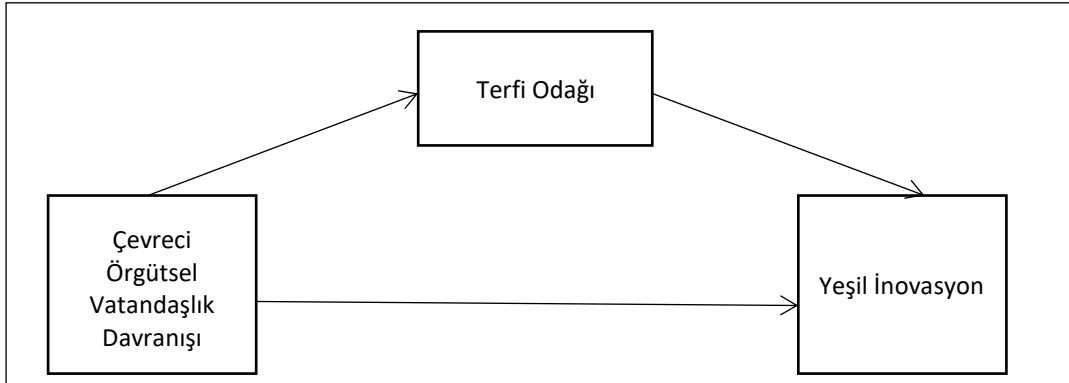 Terfi Odağı
Çevreci
Örgütsel
Vatandaşlık
Davranışı
Yeşil İnovasyon